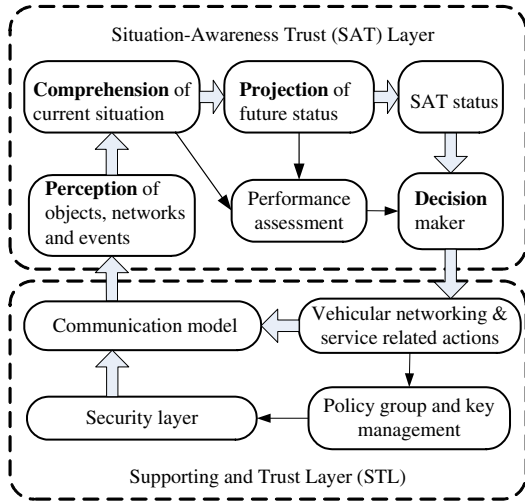 Situation-Awareness Trust (SAT) Layer
Comprehension of
current situation
Projection of
future status
SAT status
Perception of
objects, networks
and events
Performance
assessment
Decision
maker
Communication model
Vehicular networking &
service related actions
Security layer
Policy group and key
management
Supporting and Trust Layer (STL)